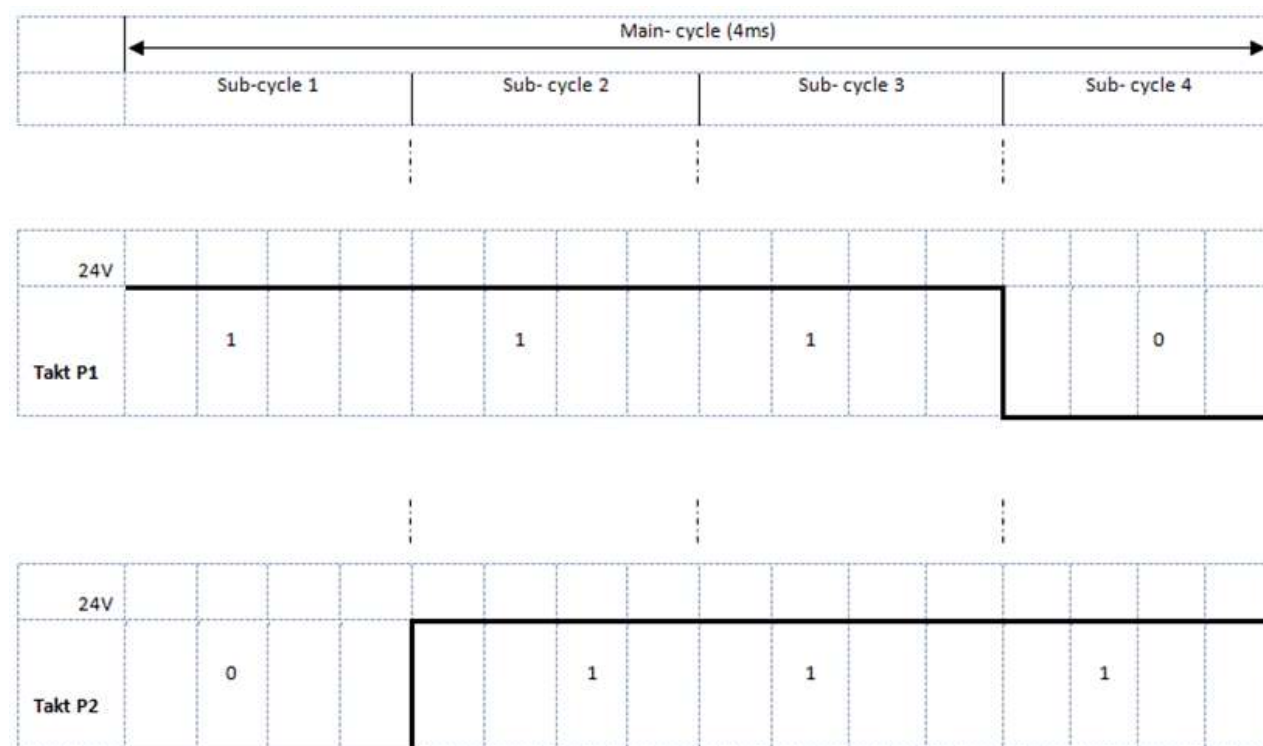 Main- cycle (4ms)
Sub-cycle 1 Sub- cycle 2 Sub- cycle 3 Sub- cycle 4
24V
1 1 1 0
Takt P1
24V
0 1 1 1
Takt P2